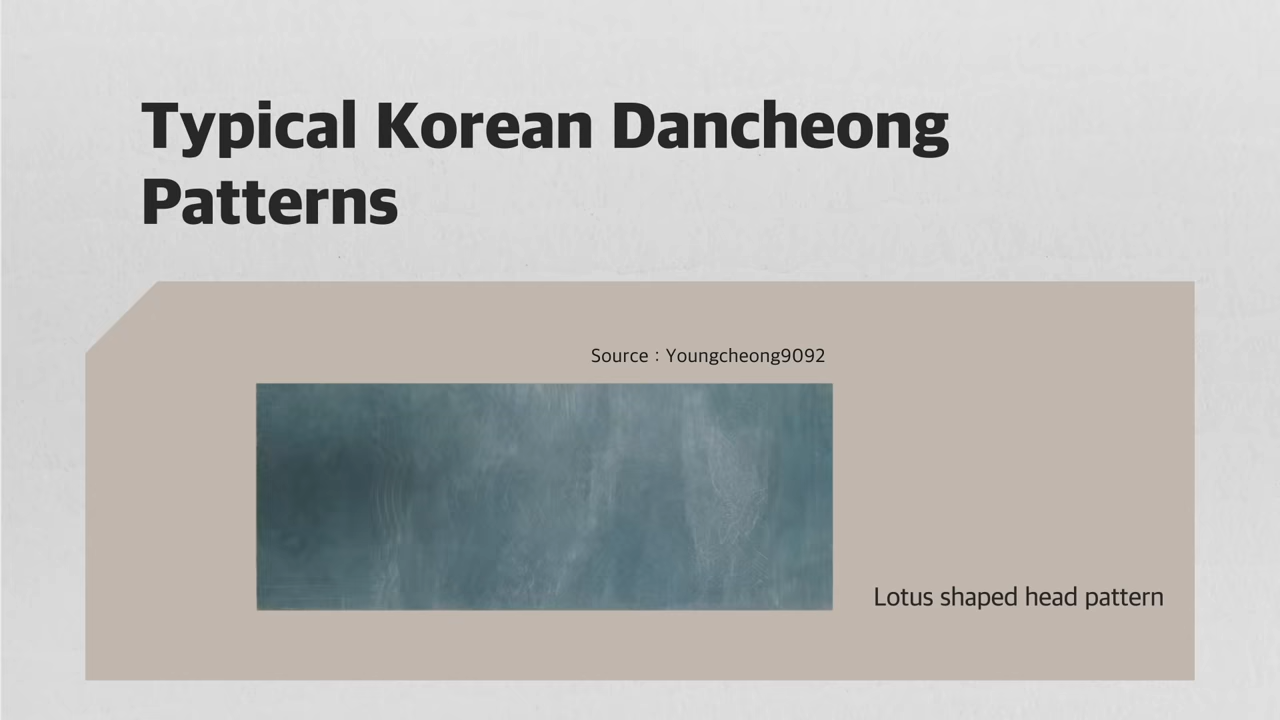 Typical Korean Dancheong
Patterns
Source : Youngcheong9092
Lotus shaped head pattern